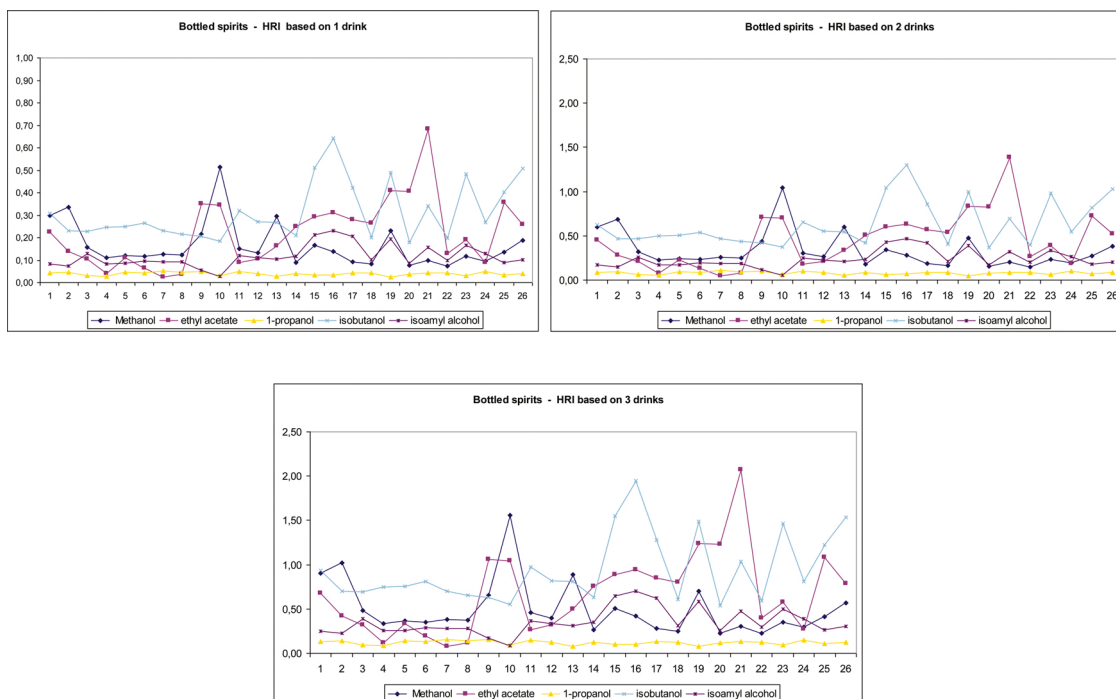 Bottled spirits - HRI based on 1 drink
1,00
0,90
0,80
0,70
0,60
0,50
0,40
0,30
0,20
0,10
0,00
1 2 3 4 5 6 7 8 9 10 11 12 13 14 15 16 17 18 19 20 21 22 23 24 25 26
Methanol ethyl acetate 1-propanol isobutanol isoamyl alcohol
Bottled spirits - HRI based on 2 drinks
2,50
2,00
1,50
1,00
0,50
0,00
1 2 3 4 5 6 7 8 9 10 11 12 13 14 15 16 17 18 19 20 21 22 23 24 25 26
Methanol ethyl acetate 1-propanol isobutanol isoamyl alcohol
Bottled spirits - HRI based on 3 drinks
2,50
2,00
1,50
1,00
0,50
0,00
1 2 3 4 5 6 7 8 9 10 11 12 13 14 15 16 17 18 19 20 21 22 23 24 25 26
Methanol ethyl acetate 1-propanol isobutanol isoamyl alcohol